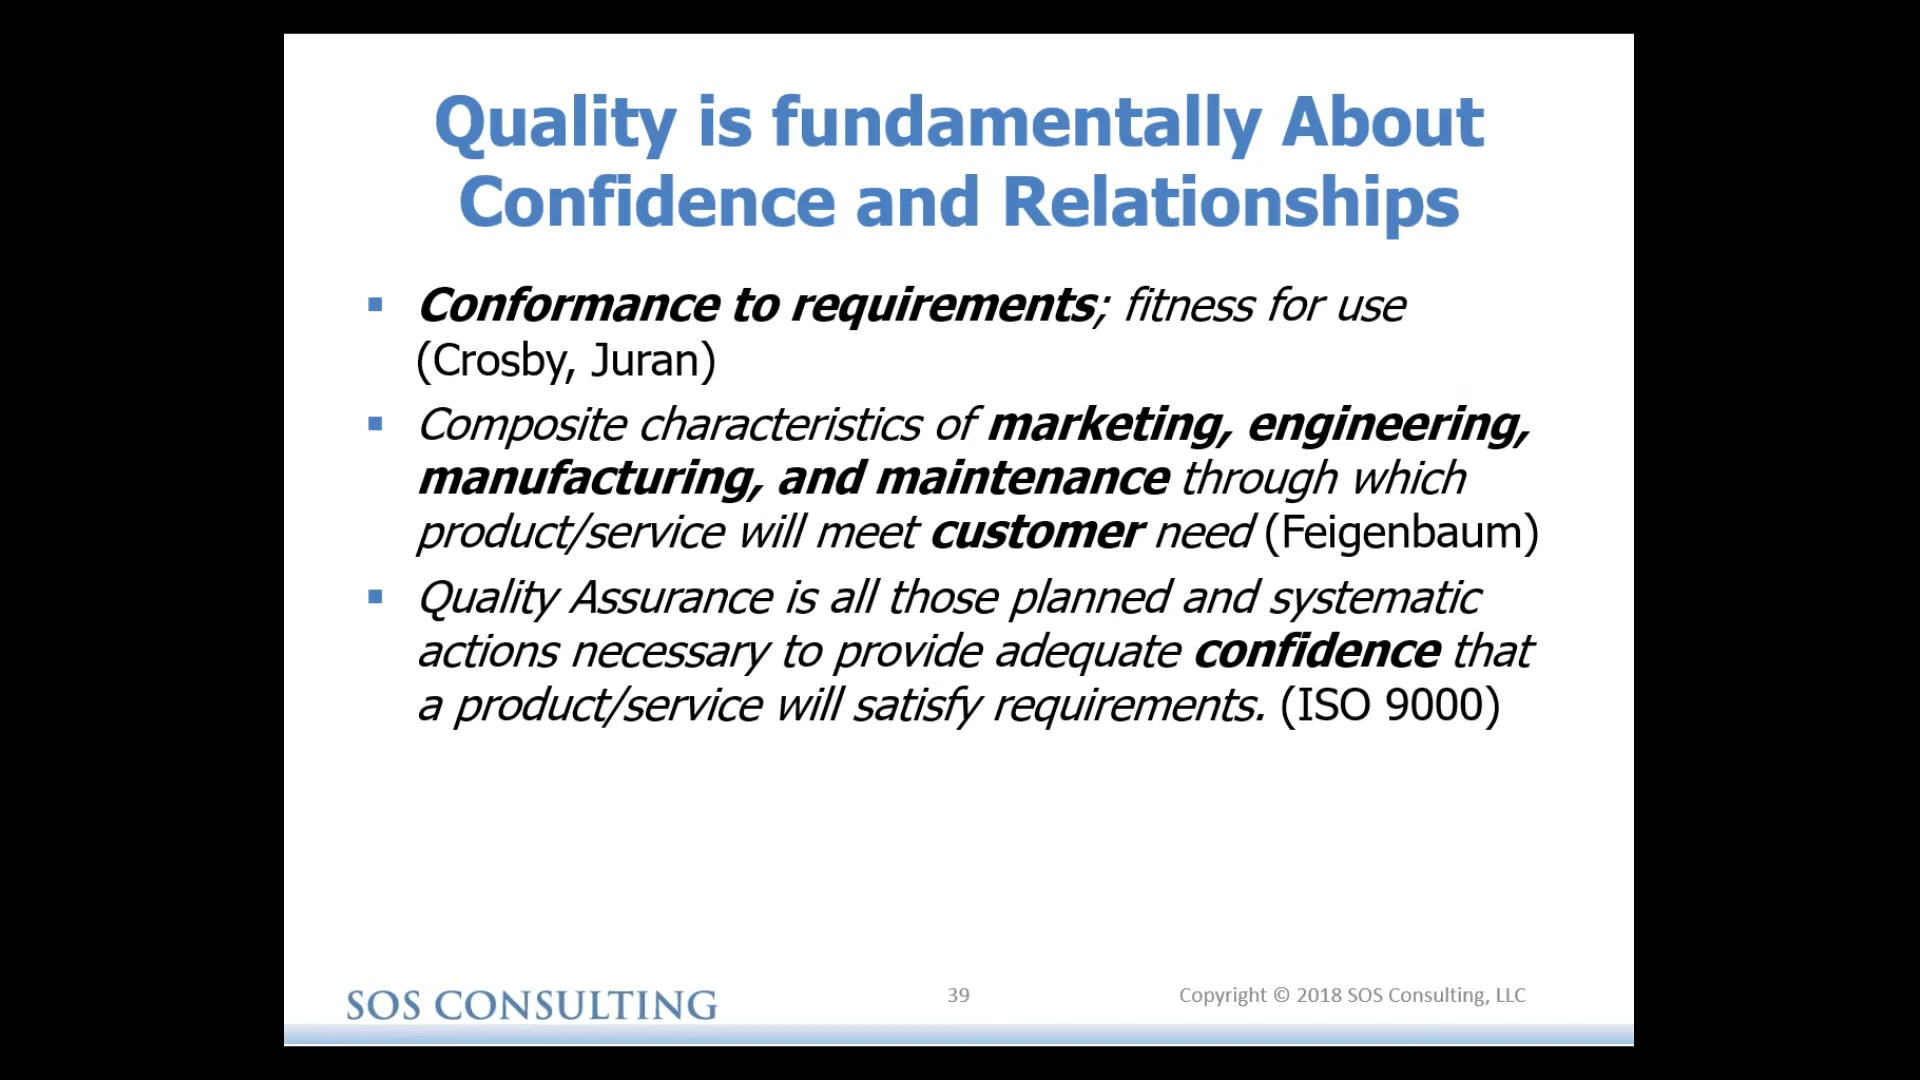 Quality is fundamentally About
Confidence and Relationships
▪ Conformance to requirements; fitness for use
(Crosby, Juran)
▪ Composite characteristics of marketing, engineering,
manufacturing, and maintenance through which
product/service will meet customer need (Feigenbaum)
▪ Quality Assurance is all those planned and systematic
actions necessary to provide adequate confidence that
a product/service will satisfy requirements. (ISO 9000)
SOS CONSULTING
39
Copyright © 2018 SOS Consulting, LLC